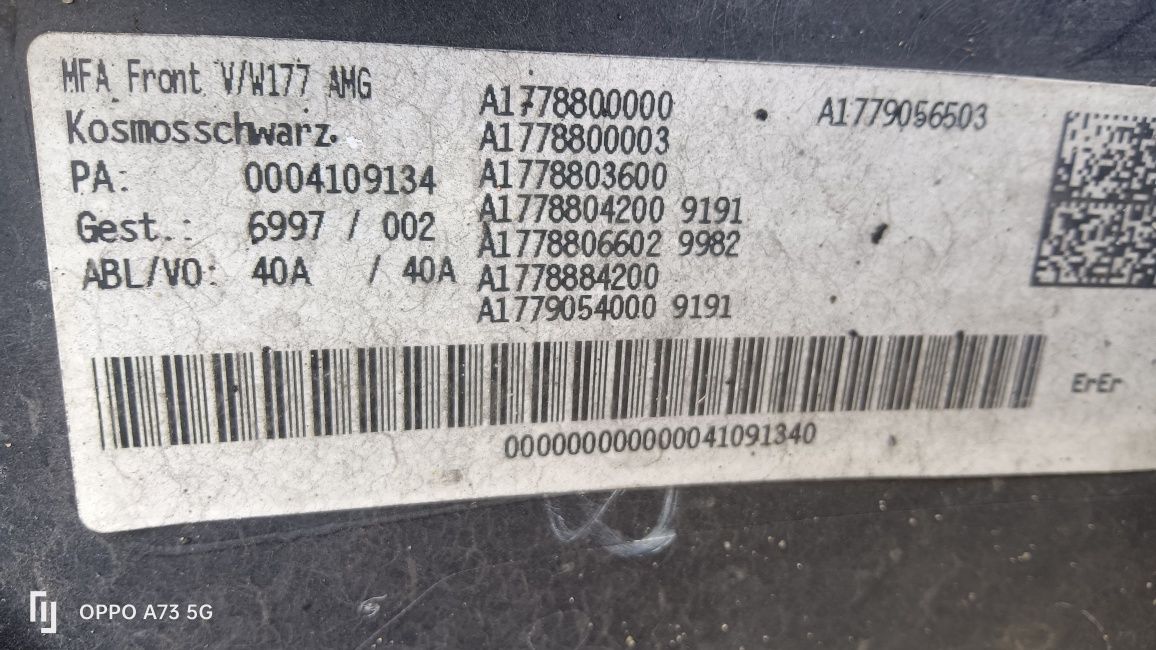 MFA Front V/W177 AMG
Kosmosschwarz
PA: 0004109134
Gest.: 6997 / 002
ABL/VO: 40A / 40A
A1778800000
A1778800003
A1778803600
A1778804200 9191
A1778806602 9982
A1778884200
A1779054000 9191
A1779056503
ErEr
000000000000041091340
OPPO A73 5G